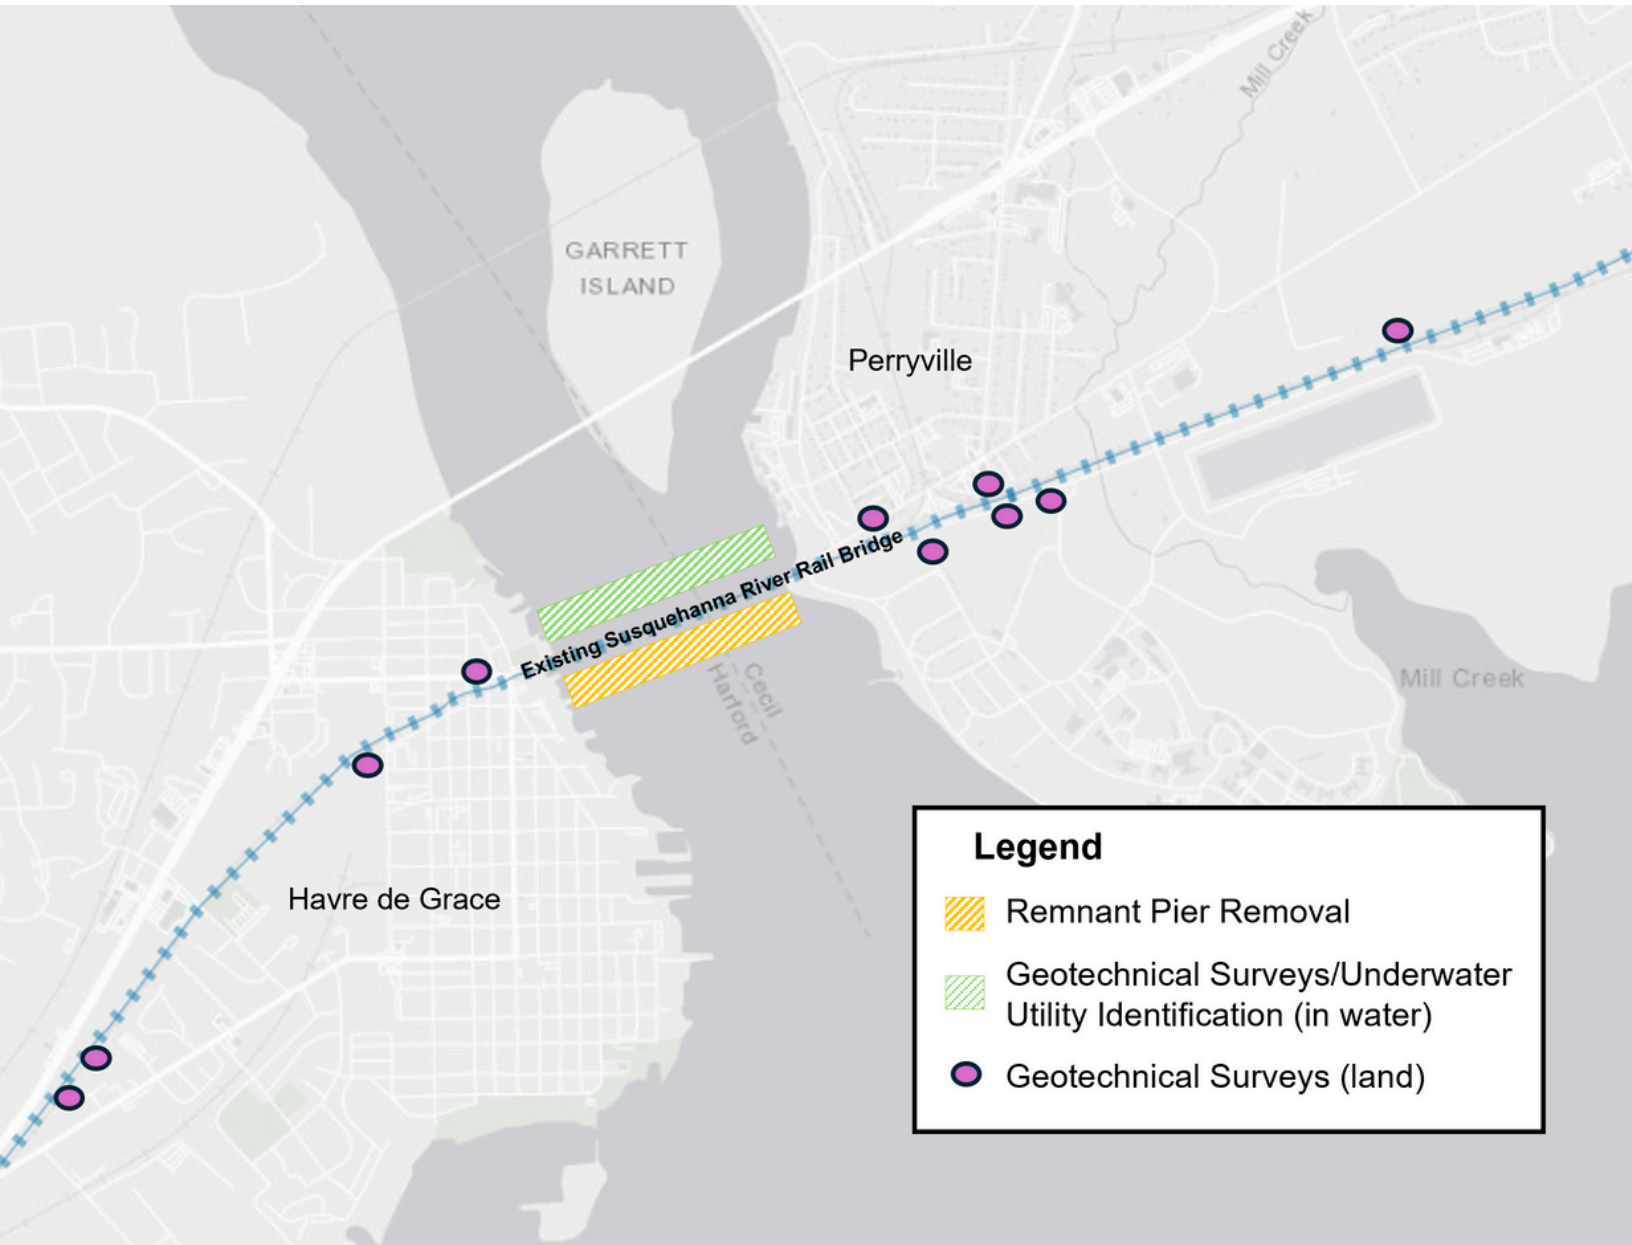 Mill Creek
GARRETT
ISLAND
Perryville
Existing Susquehanna River Rail Bridge
Cecil
Harford
Mill Creek
Havre de Grace
Legend
Remnant Pier Removal
Geotechnical Surveys/Underwater
Utility Identification (in water)
Geotechnical Surveys (land)